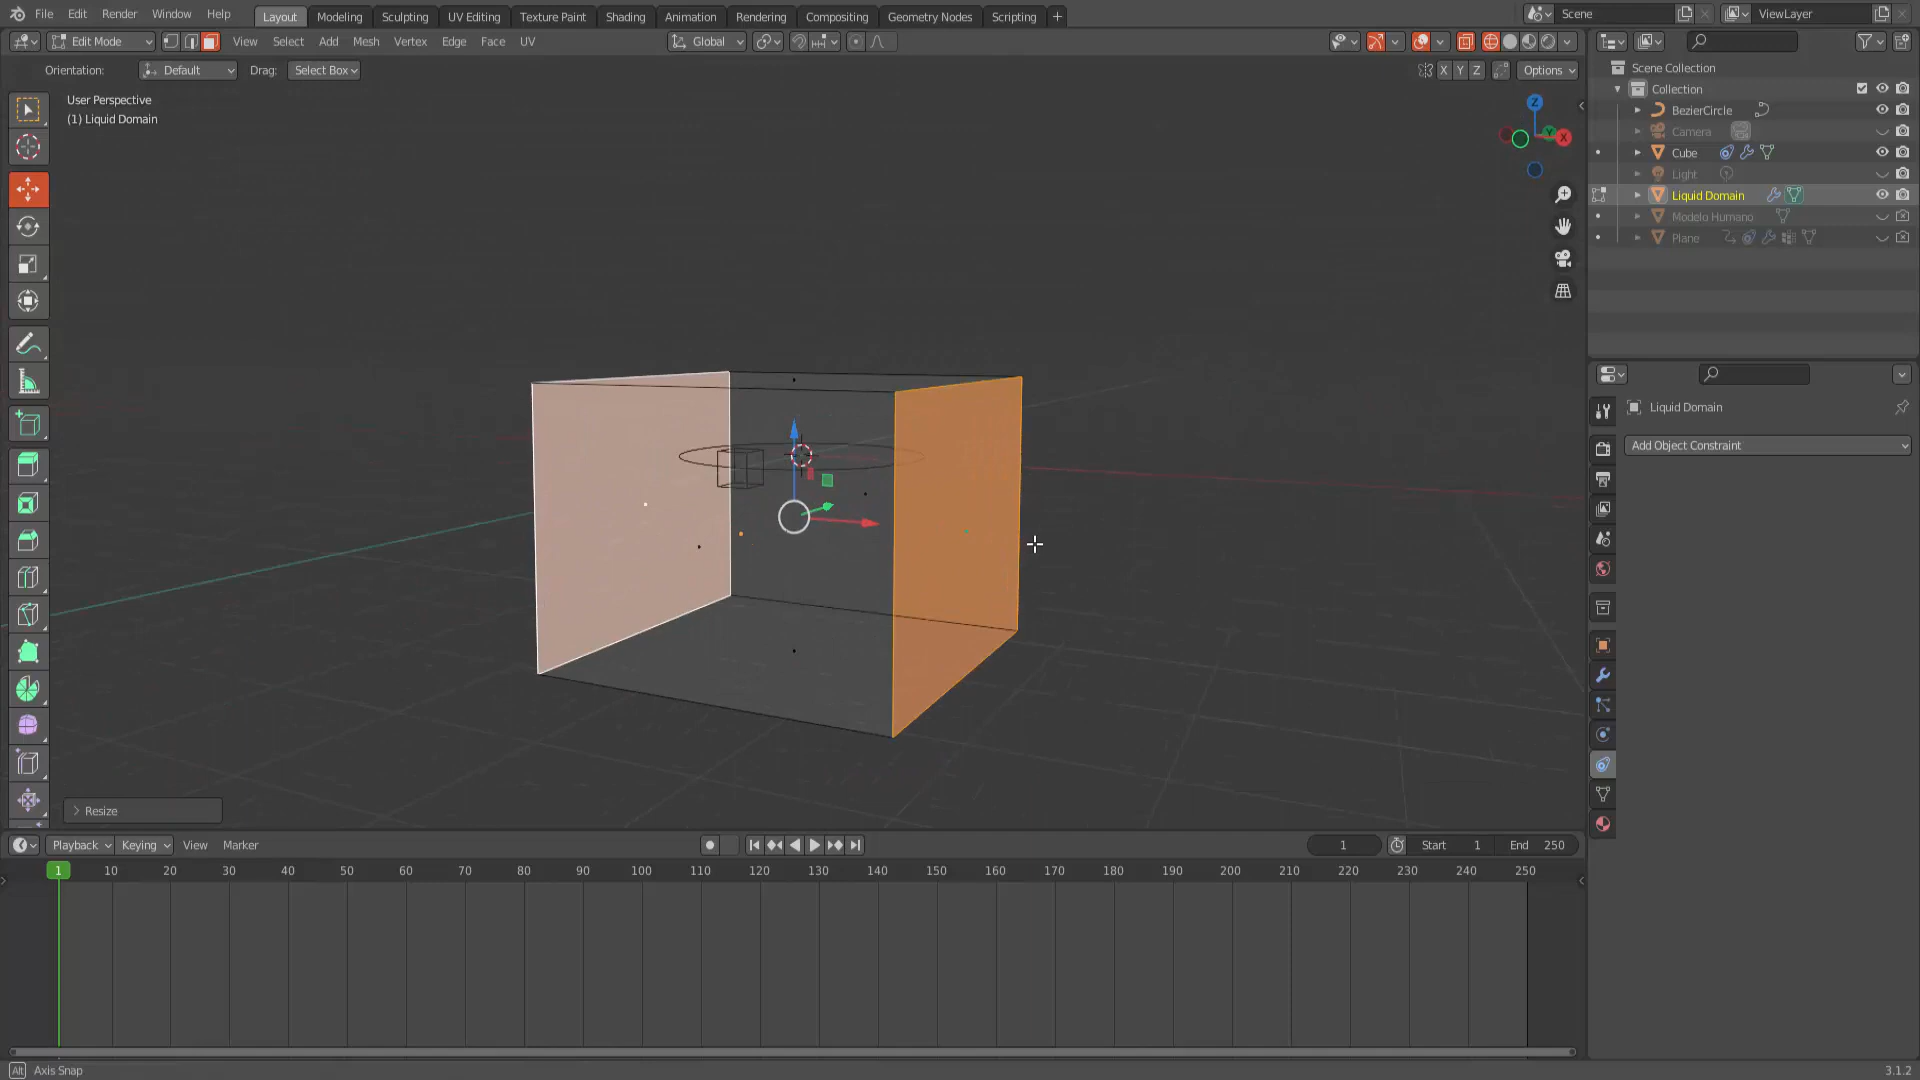 File Edit Render Window Help Layout Modeling Sculpting UV Editing Texture Paint Shading Animation Rendering Compositing Geometry Nodes Scripting + Scene ViewLayer
Edit Mode View Select Add Mesh Vertex Edge Face UV Global
Orientation: Default Drag: Select Box X Y Z Options
User Perspective
(1) Liquid Domain
Z
Y
X
Scene Collection
Collection
BezierCircle
Camera
Cube
Light
Liquid Domain
Modelo Humano
Plane
Liquid Domain
Add Object Constraint
Resize
Playback Keying View Marker 1 Start 1 End 250
1 10 20 30 40 50 60 70 80 90 100 110 120 130 140 150 160 170 180 190 200 210 220 230 240 250
Alt Axis Snap 3.1.2